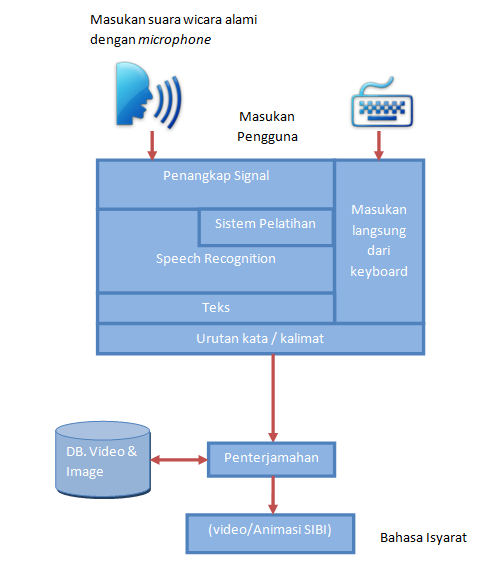 Masukan suara wicara alami
dengan microphone
Masukan
Pengguna
Penangkap Signal
Sistem Pelatihan
Speech Recognition
Teks
Masukan
langsung
dari
keyboard
Urutan kata / kalimat
DB. Video &
Image
Penterjamahan
(video/Animasi SIBI)
Bahasa Isyarat